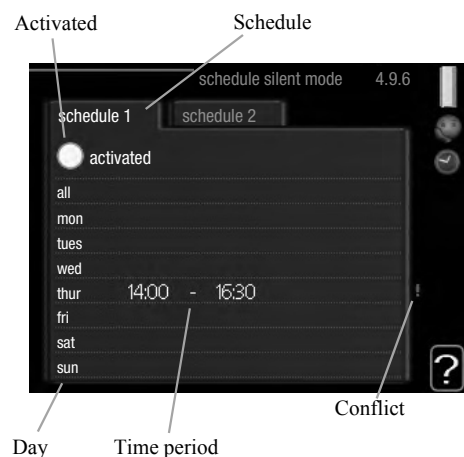 Activated Schedule
schedule silent mode 4.9.6
schedule 1 schedule 2
activated
all
mon
tues
wed
thur 14:00 - 16:30 !
fri
sat
sun
?
Conflict
Day Time period